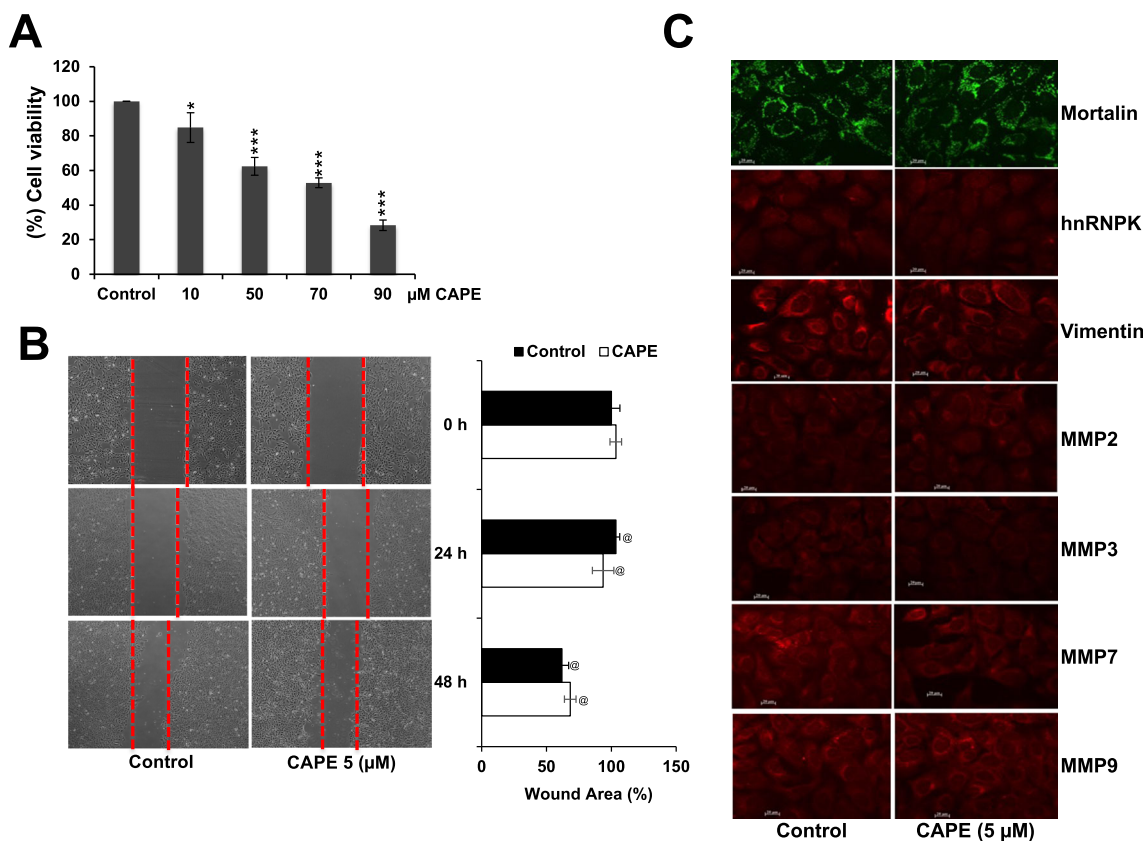 A
120
100
80
60
40
20
0
(%) Cell viability
*
***
***
***
Control 10 50 70 90 µM CAPE
B
Control CAPE
0 h
24 h
@
@
48 h
@
@
0 50 100 150
Wound Area (%)
Control CAPE 5 (µM)
C
Mortalin
hnRNPK
Vimentin
MMP2
MMP3
MMP7
MMP9
Control CAPE (5 µM)